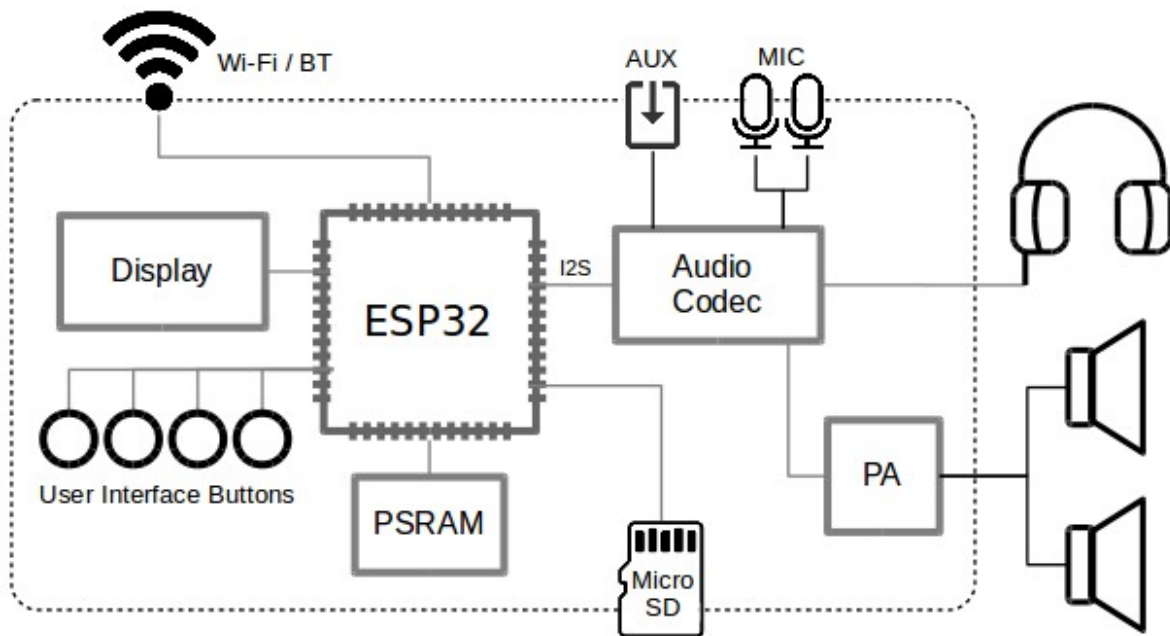 Wi-Fi / BT
AUX
MIC
Display
ESP32
I2S
Audio
Codec
User Interface Buttons
PSRAM
PA
Micro
SD